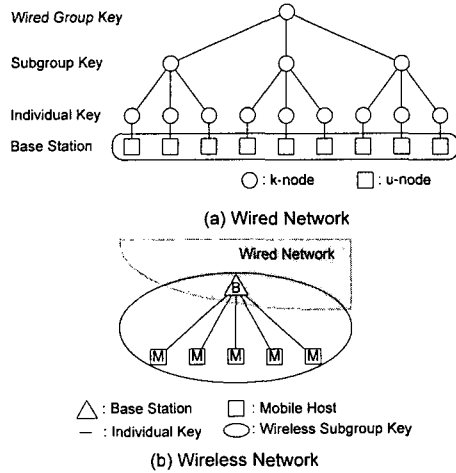 Wired Group Key
Subgroup Key
Individual Key
Base Station
: k-node : u-node
(a) Wired Network
Wired Network
B
M M M M M
: Base Station : Mobile Host
: Individual Key : Wireless Subgroup Key
(b) Wireless Network